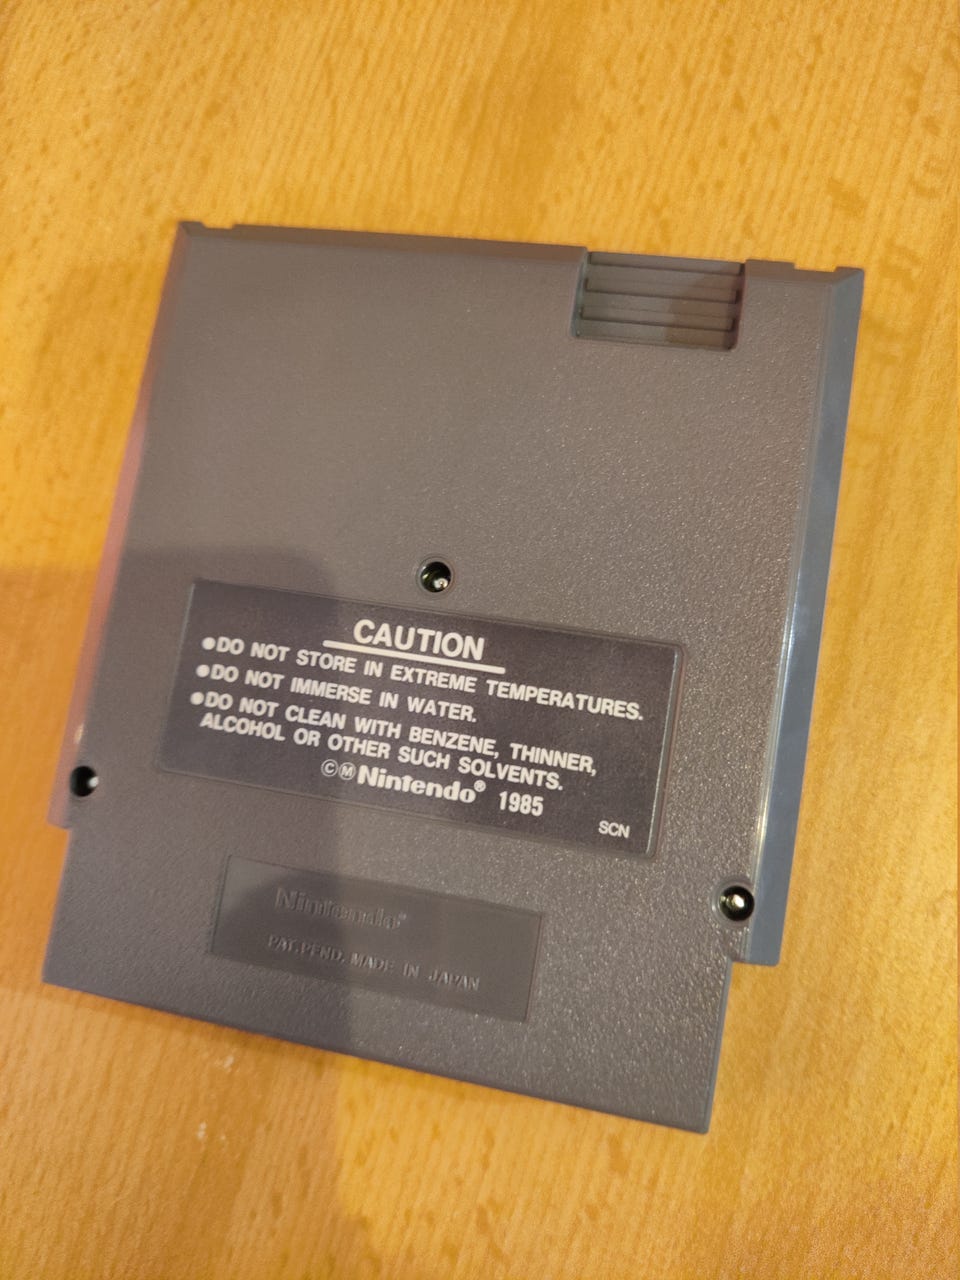 CAUTION
●DO NOT STORE IN EXTREME TEMPERATURES.
●DO NOT IMMERSE IN WATER.
●DO NOT CLEAN WITH BENZENE, THINNER,
ALCOHOL OR OTHER SUCH SOLVENTS.
©Ⓜ Nintendo® 1985
SCN
Nintendo®
PAT.PEND. MADE IN JAPAN